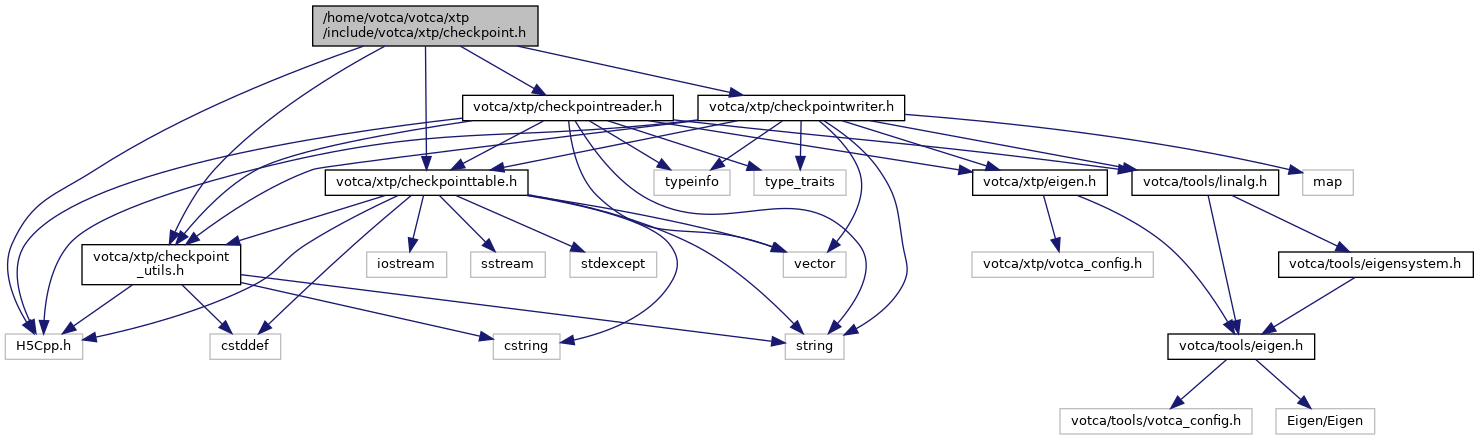 /home/votca/votca/xtp
/include/votca/xtp/checkpoint.h
votca/xtp/checkpointreader.h
votca/xtp/checkpointwriter.h
votca/xtp/checkpointtable.h
typeinfo
type_traits
votca/xtp/eigen.h
votca/tools/linalg.h
map
votca/xtp/checkpoint
_utils.h
iostream
sstream
stdexcept
vector
votca/xtp/votca_config.h
votca/tools/eigensystem.h
H5Cpp.h
cstddef
cstring
string
votca/tools/eigen.h
votca/tools/votca_config.h
Eigen/Eigen